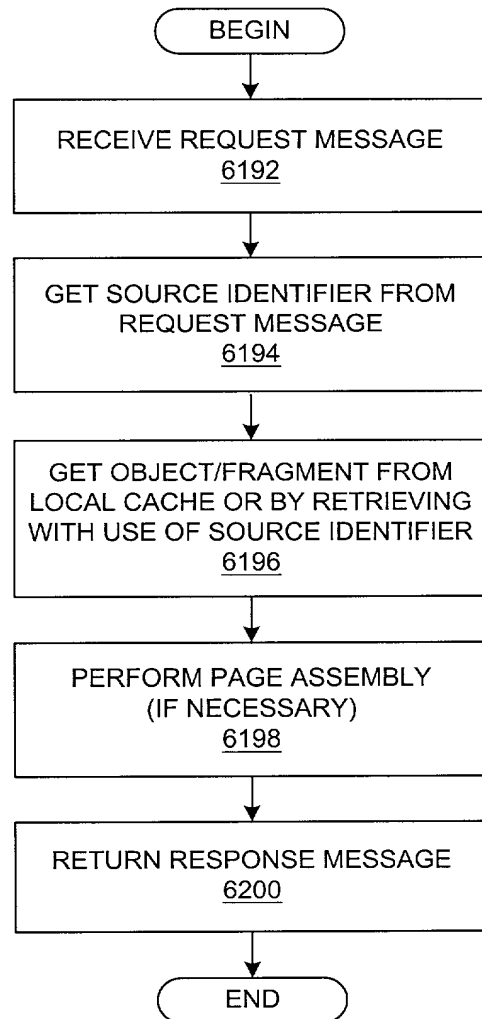 BEGIN
RECEIVE REQUEST MESSAGE
6192
GET SOURCE IDENTIFIER FROM
REQUEST MESSAGE
6194
GET OBJECT/FRAGMENT FROM
LOCAL CACHE OR BY RETRIEVING
WITH USE OF SOURCE IDENTIFIER
6196
PERFORM PAGE ASSEMBLY
(IF NECESSARY)
6198
RETURN RESPONSE MESSAGE
6200
END